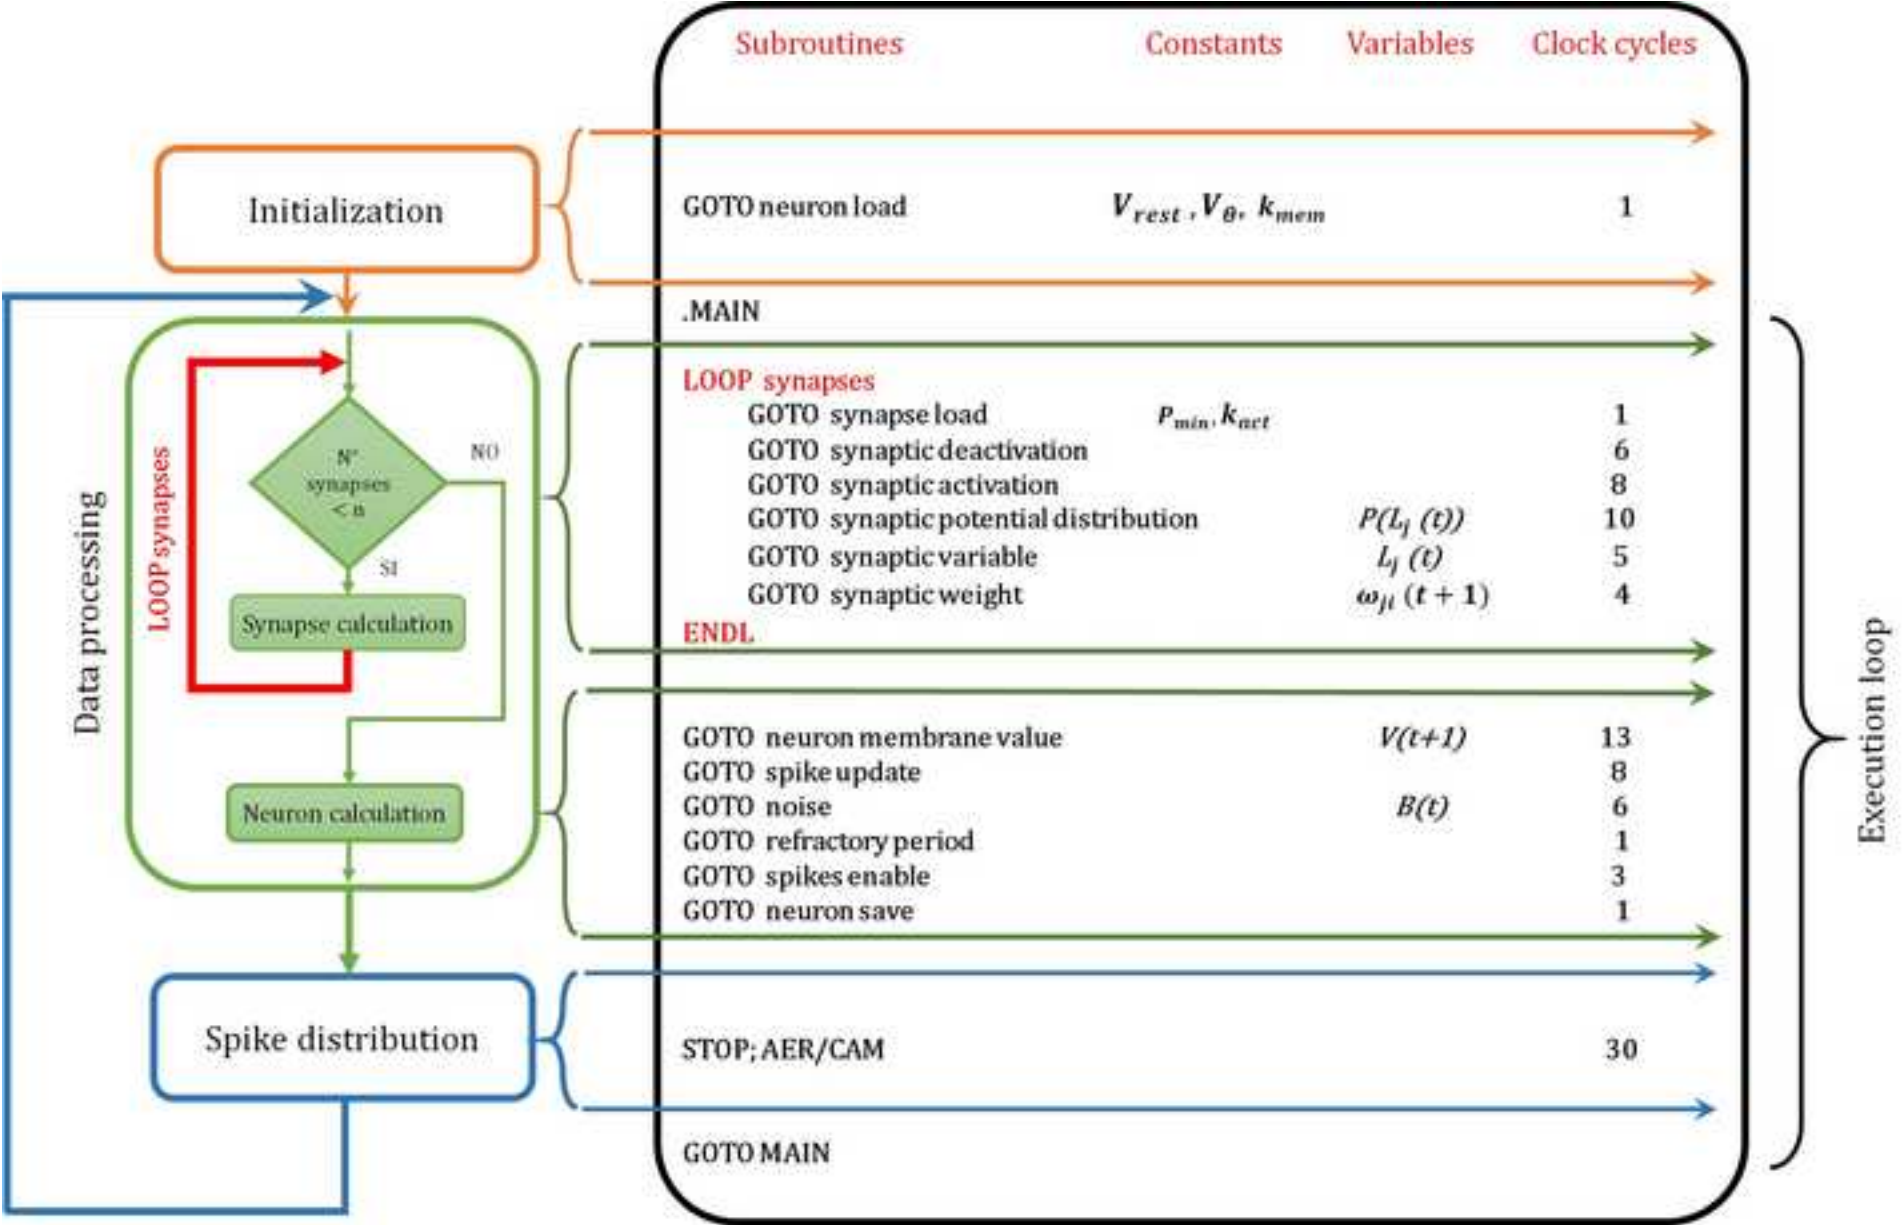 Subroutines Constants Variables Clock cycles
Initialization
GOTO neuron load V_rest , V_θ, k_mem 1
.MAIN
Data processing
LOOP synapses
N° synapses < n
NO
SI
Synapse calculation
Neuron calculation
LOOP synapses
GOTO synapse load P_min, k_act 1
GOTO synaptic deactivation 6
GOTO synaptic activation 8
GOTO synaptic potential distribution P(L_j (t)) 10
GOTO synaptic variable L_j (t) 5
GOTO synaptic weight ω_ji (t + 1) 4
ENDL
GOTO neuron membrane value V(t+1) 13
GOTO spike update 8
GOTO noise B(t) 6
GOTO refractory period 1
GOTO spikes enable 3
GOTO neuron save 1
Spike distribution
STOP; AER/CAM 30
GOTO MAIN
Execution loop